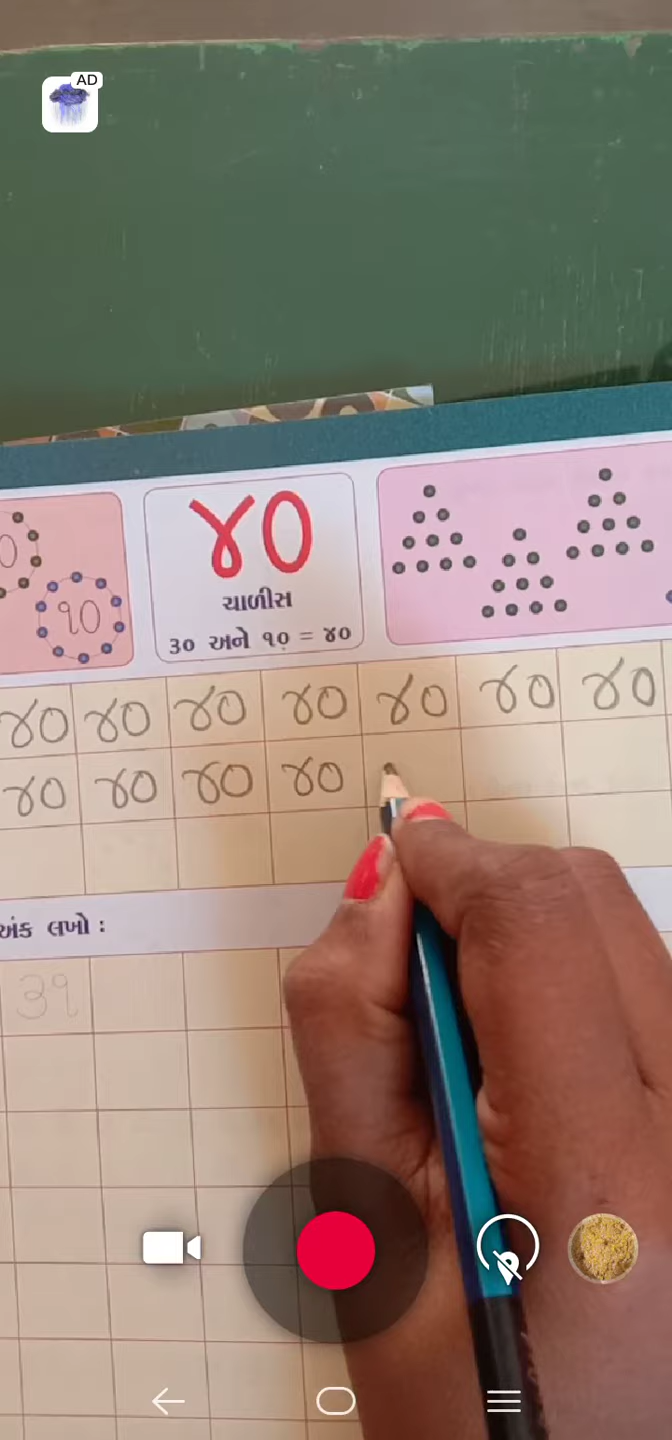 AD
૪૦
ચાળીસ
૩૦ અને ૧૦ = ૪૦
૧૦
૪૦ ૪૦ ૪૦ ૪૦ ૪૦ ૪૦ ૪૦
૪૦ ૪૦ ૪૦ ૪૦
અંક લખો :
૩૧